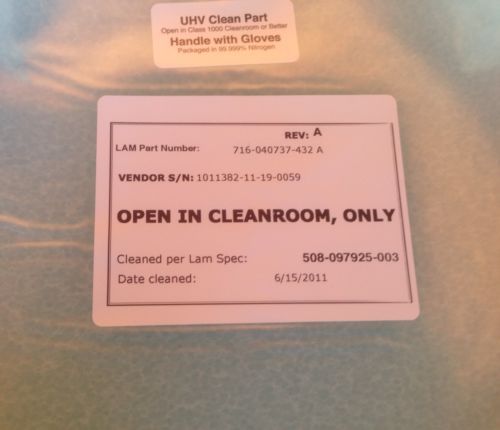 UHV Clean Part
Open in Class 1000 Cleanroom or Better
Handle with Gloves
Packaged in 99.999% Nitrogen
REV: A
LAM Part Number: 716-040737-432 A
VENDOR S/N: 1011382-11-19-0059
OPEN IN CLEANROOM, ONLY
Cleaned per Lam Spec: 508-097925-003
Date cleaned: 6/15/2011